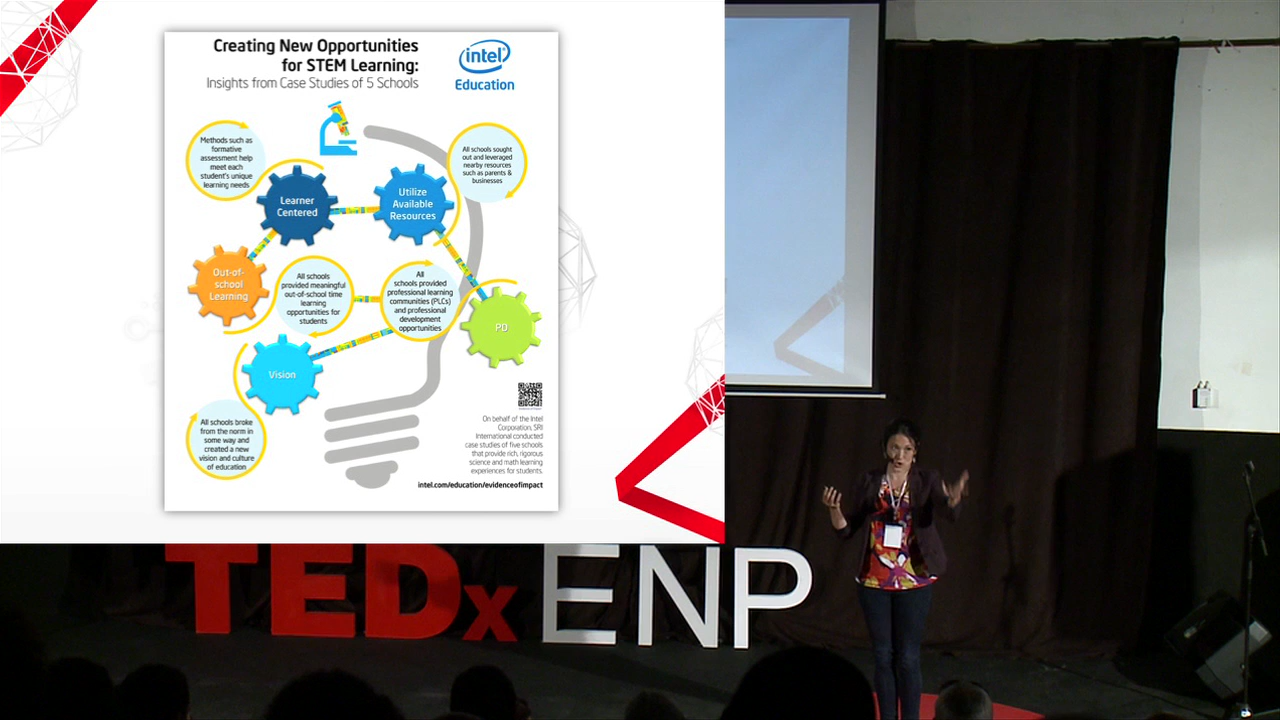 Creating New Opportunities
for STEM Learning:
Insights from Case Studies of 5 Schools
intel
Education
Methods such as
formative
assessment help
meet each
student's unique
learning needs
Learner
Centered
Utilize
Available
Resources
All schools sought
out and leveraged
nearby resources
such as parents &
businesses
Out-of-
school
Learning
All schools
provided meaningful
out-of-school time
learning
opportunities for
students
All
schools provided
professional learning
communities (PLCs)
and professional
development
opportunities
PD
Vision
All schools broke
from the norm in
some way and
created a new
vision and culture
of education
On behalf of the Intel
Corporation, SRI
International conducted
case studies of five schools
that provide rich, rigorous
science and math learning
experiences for students.
intel.com/education/evidenceofimpact
TEDx ENP